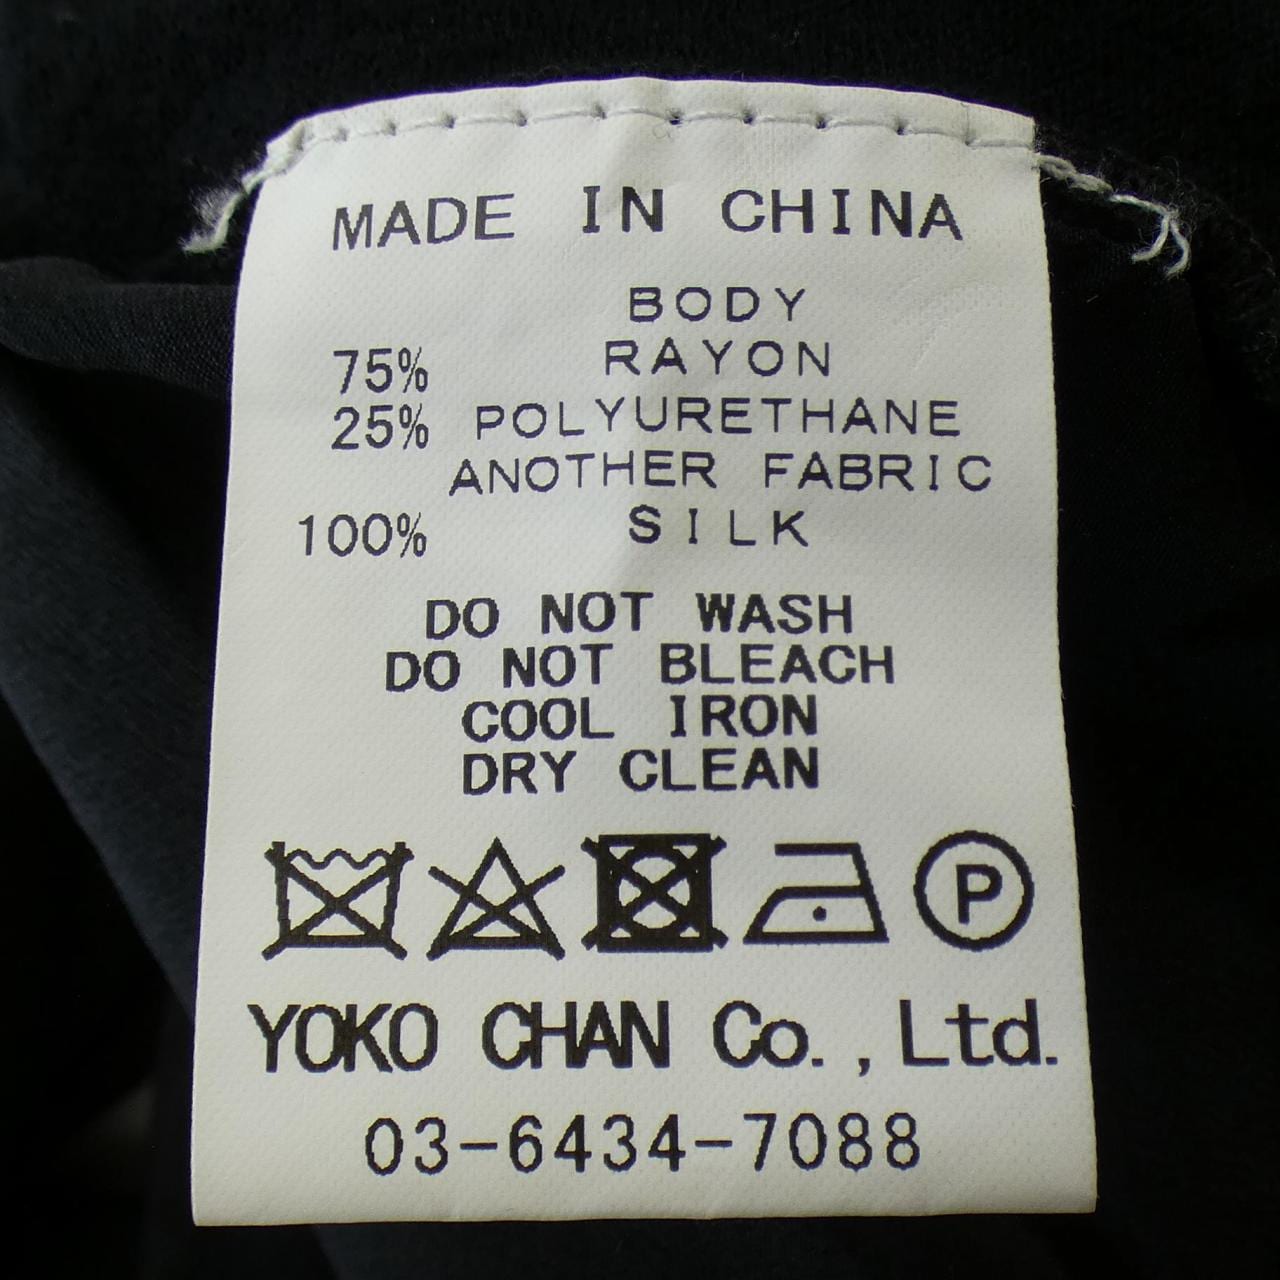 MADE IN CHINA
BODY
75% RAYON
25% POLYURETHANE
ANOTHER FABRIC
100% SILK
DO NOT WASH
DO NOT BLEACH
COOL IRON
DRY CLEAN
P
YOKO CHAN Co., Ltd.
03-6434-7088